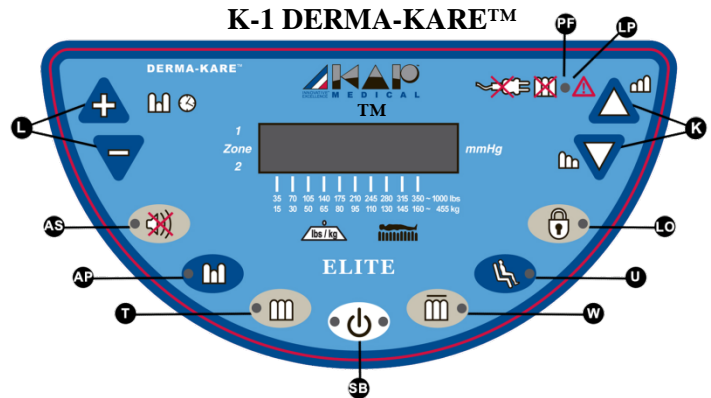 K-1 DERMA-KARE™
PF
LP
DERMA-KARE™
KAP
MEDICAL
TM
L
K
1
Zone
2
mmHg
35 70 105 140 175 210 245 280 315 350 ~ 1000 lbs
15 30 50 65 80 95 110 130 145 160 ~ 455 kg
AS
LO
lbs / kg
ELITE
AP
U
T
W
SB